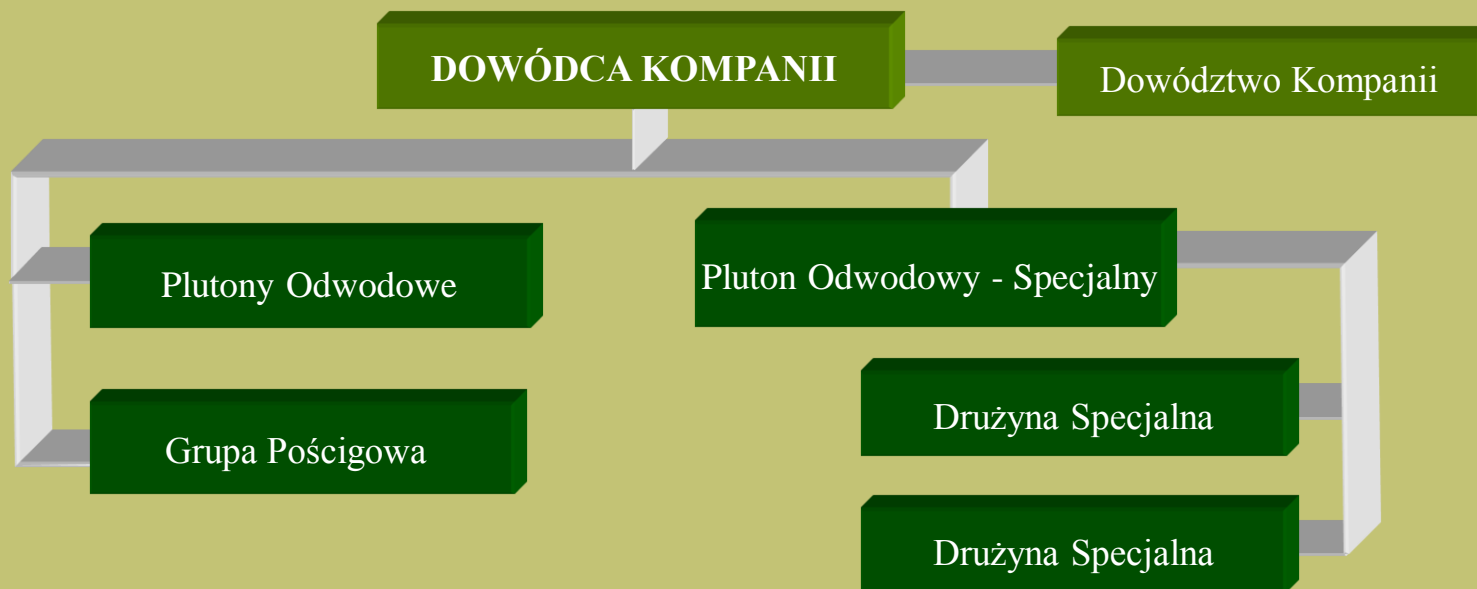 DOWÓDCA KOMPANII
Dowództwo Kompanii
Plutony Odwodowe
Pluton Odwodowy - Specjalny
Grupa Pościgowa
Drużyna Specjalna
Drużyna Specjalna